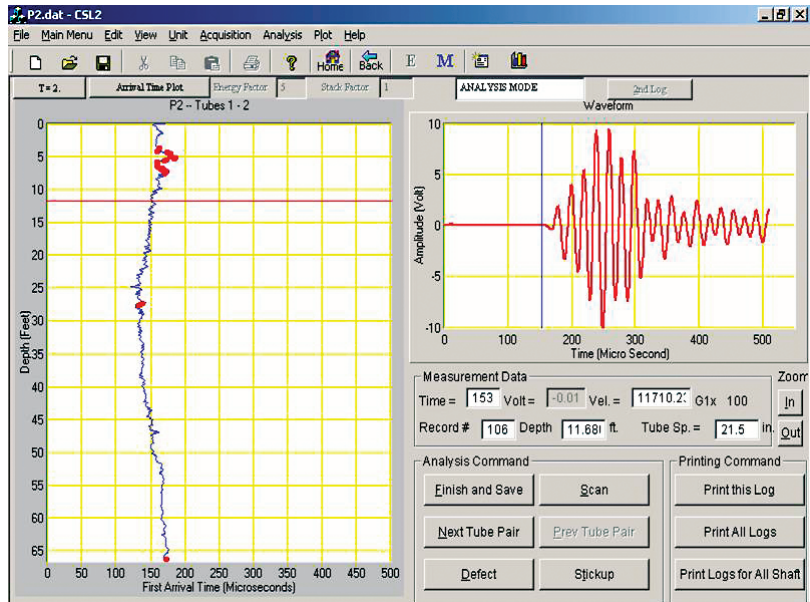 P2.dat - CSL2
File Main Menu Edit View Unit Acquisition Analysis Plot Help
Home Back E M
T= 2. Arrival Time Plot Energy Factor 5 Stack Factor 1 ANALYSIS MODE 2nd Log
P2 -- Tubes 1 - 2
0
5
10
15
20
25
30
35
40
45
50
55
60
65
Depth (Feet)
0 50 100 150 200 250 300 350 400 450 500
First Arrival Time (Microseconds)
Waveform
10
5
0
-5
-10
Amplitude (Volt)
0 100 200 300 400 500
Time (Micro Second)
Measurement Data
Time = 153 Volt = -0.01 Vel. = 11710.2 G1x 100
Record # 106 Depth 11.68 ft. Tube Sp. = 21.5 in.
Zoom
In
Out
Analysis Command
Finish and Save Scan
Next Tube Pair Prev Tube Pair
Defect Stickup
Printing Command
Print this Log
Print All Logs
Print Logs for All Shaft